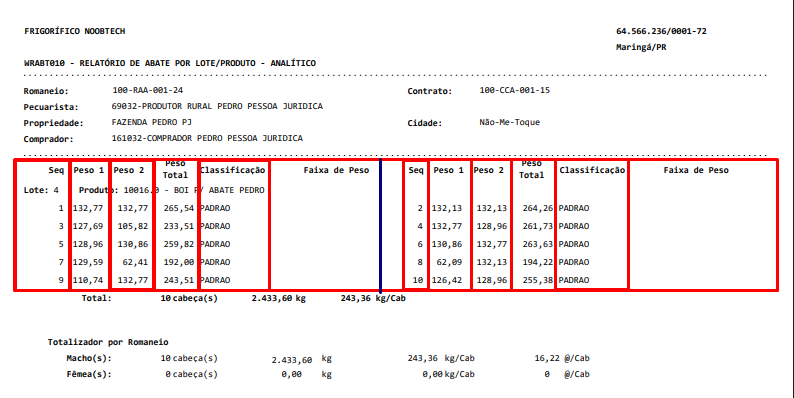 FRIGORÍFICO NOOBTECH 64.566.236/0001-72
Maringá/PR
WRABT010 - RELATÓRIO DE ABATE POR LOTE/PRODUTO - ANALÍTICO
Romaneio: 100-RAA-001-24 Contrato: 100-CCA-001-15
Pecuarista: 69032-PRODUTOR RURAL PEDRO PESSOA JURIDICA
Propriedade: FAZENDA PEDRO PJ Cidade: Não-Me-Toque
Comprador: 161032-COMPRADOR PEDRO PESSOA JURIDICA
Seq Peso 1 Peso 2 Peso Total Classificação Faixa de Peso Seq Peso 1 Peso 2 Peso Total Classificação Faixa de Peso
Lote: 4 Produto: 10016.0 - BOI P/ ABATE PEDRO
1 132,77 132,77 265,54 PADRAO 2 132,13 132,13 264,26 PADRAO
3 127,69 105,82 233,51 PADRAO 4 132,77 128,96 261,73 PADRAO
5 128,96 130,86 259,82 PADRAO 6 130,86 132,77 263,63 PADRAO
7 129,59 62,41 192,00 PADRAO 8 62,09 132,13 194,22 PADRAO
9 110,74 132,77 243,51 PADRAO 10 126,42 128,96 255,38 PADRAO
Total: 10 cabeça(s) 2.433,60 kg 243,36 kg/Cab
Totalizador por Romaneio
Macho(s): 10 cabeça(s) 2.433,60 kg 243,36 kg/Cab 16,22 @/Cab
Fêmea(s): 0 cabeça(s) 0,00 kg 0,00 kg/Cab 0 @/Cab